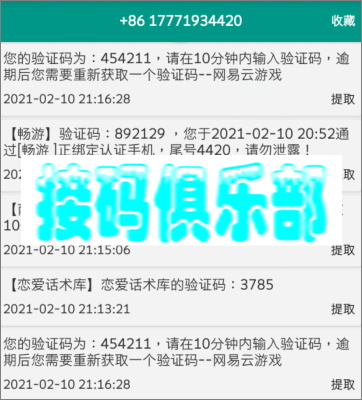 +86 17771934420
收藏
您的验证码为：454211，请在10分钟内输入验证码，逾
期后您需要重新获取一个验证码--网易云游戏
2021-02-10 21:16:28
提取
【畅游】验证码：892129 ，您于2021-02-10 20:52通
过[畅游 ]正绑定认证手机，尾号4420，请勿泄露！
接码俱乐部
10
2021-02-10 21:15:06
提取
【恋爱话术库】恋爱话术库的验证码：3785
2021-02-10 21:13:21
提取
您的验证码为：454211，请在10分钟内输入验证码，逾
期后您需要重新获取一个验证码--网易云游戏
2021-02-10 21:16:28
提取